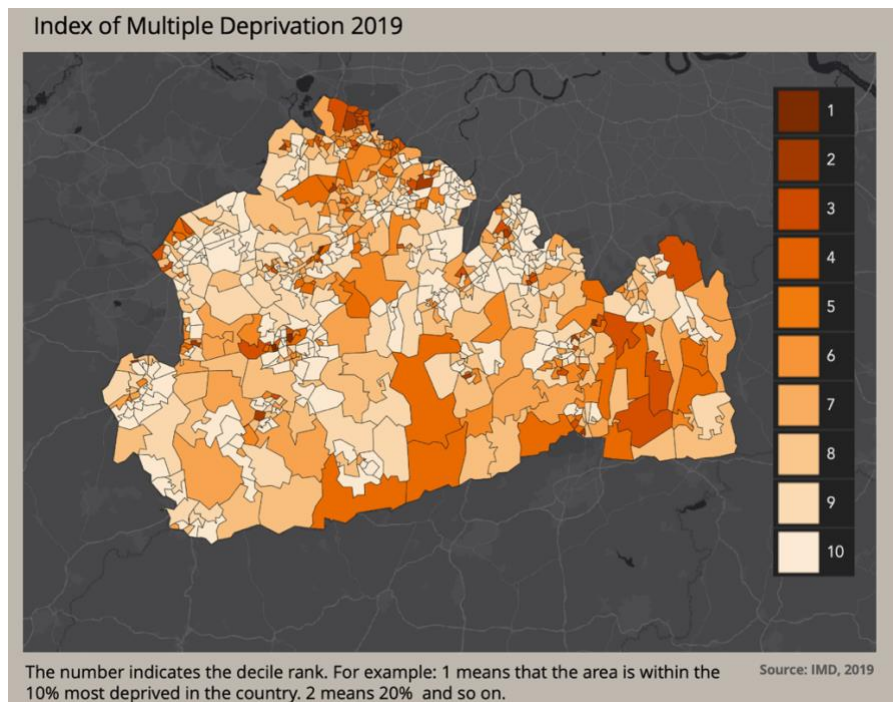 Index of Multiple Deprivation 2019
1
2
3
4
5
6
7
8
9
10
The number indicates the decile rank. For example: 1 means that the area is within the
10% most deprived in the country. 2 means 20% and so on.
Source: IMD, 2019